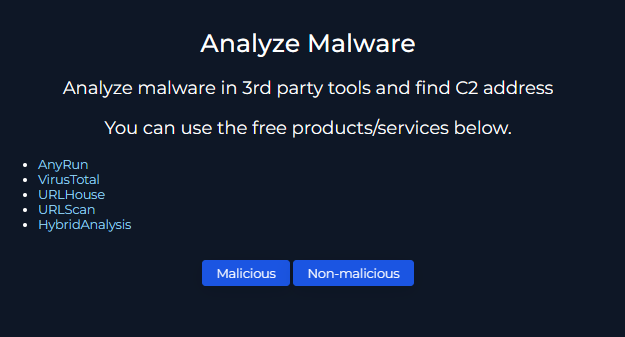 Analyze Malware
Analyze malware in 3rd party tools and find C2 address
You can use the free products/services below.
AnyRun
VirusTotal
URLHouse
URLScan
HybridAnalysis
Malicious Non-malicious